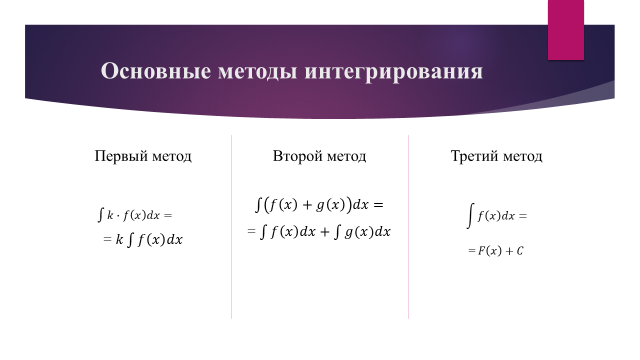 Основные методы интегрирования
Первый метод
∫ k · f(x)dx =
= k ∫ f(x)dx
Второй метод
∫(f(x) + g(x))dx =
= ∫ f(x)dx + ∫ g(x)dx
Третий метод
∫ f(x)dx =
= F(x) + C